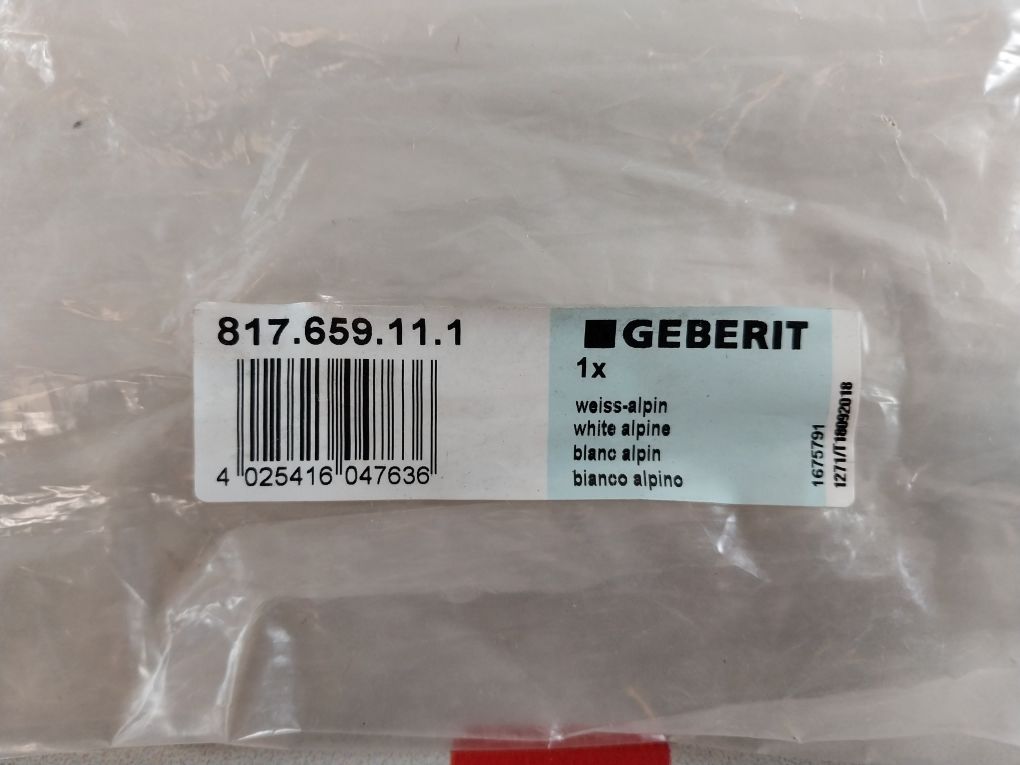 817.659.11.1
4 025416 047636
GEBERIT
1x
weiss-alpin
white alpine
blanc alpin
bianco alpino
1675791
1271/T18092018